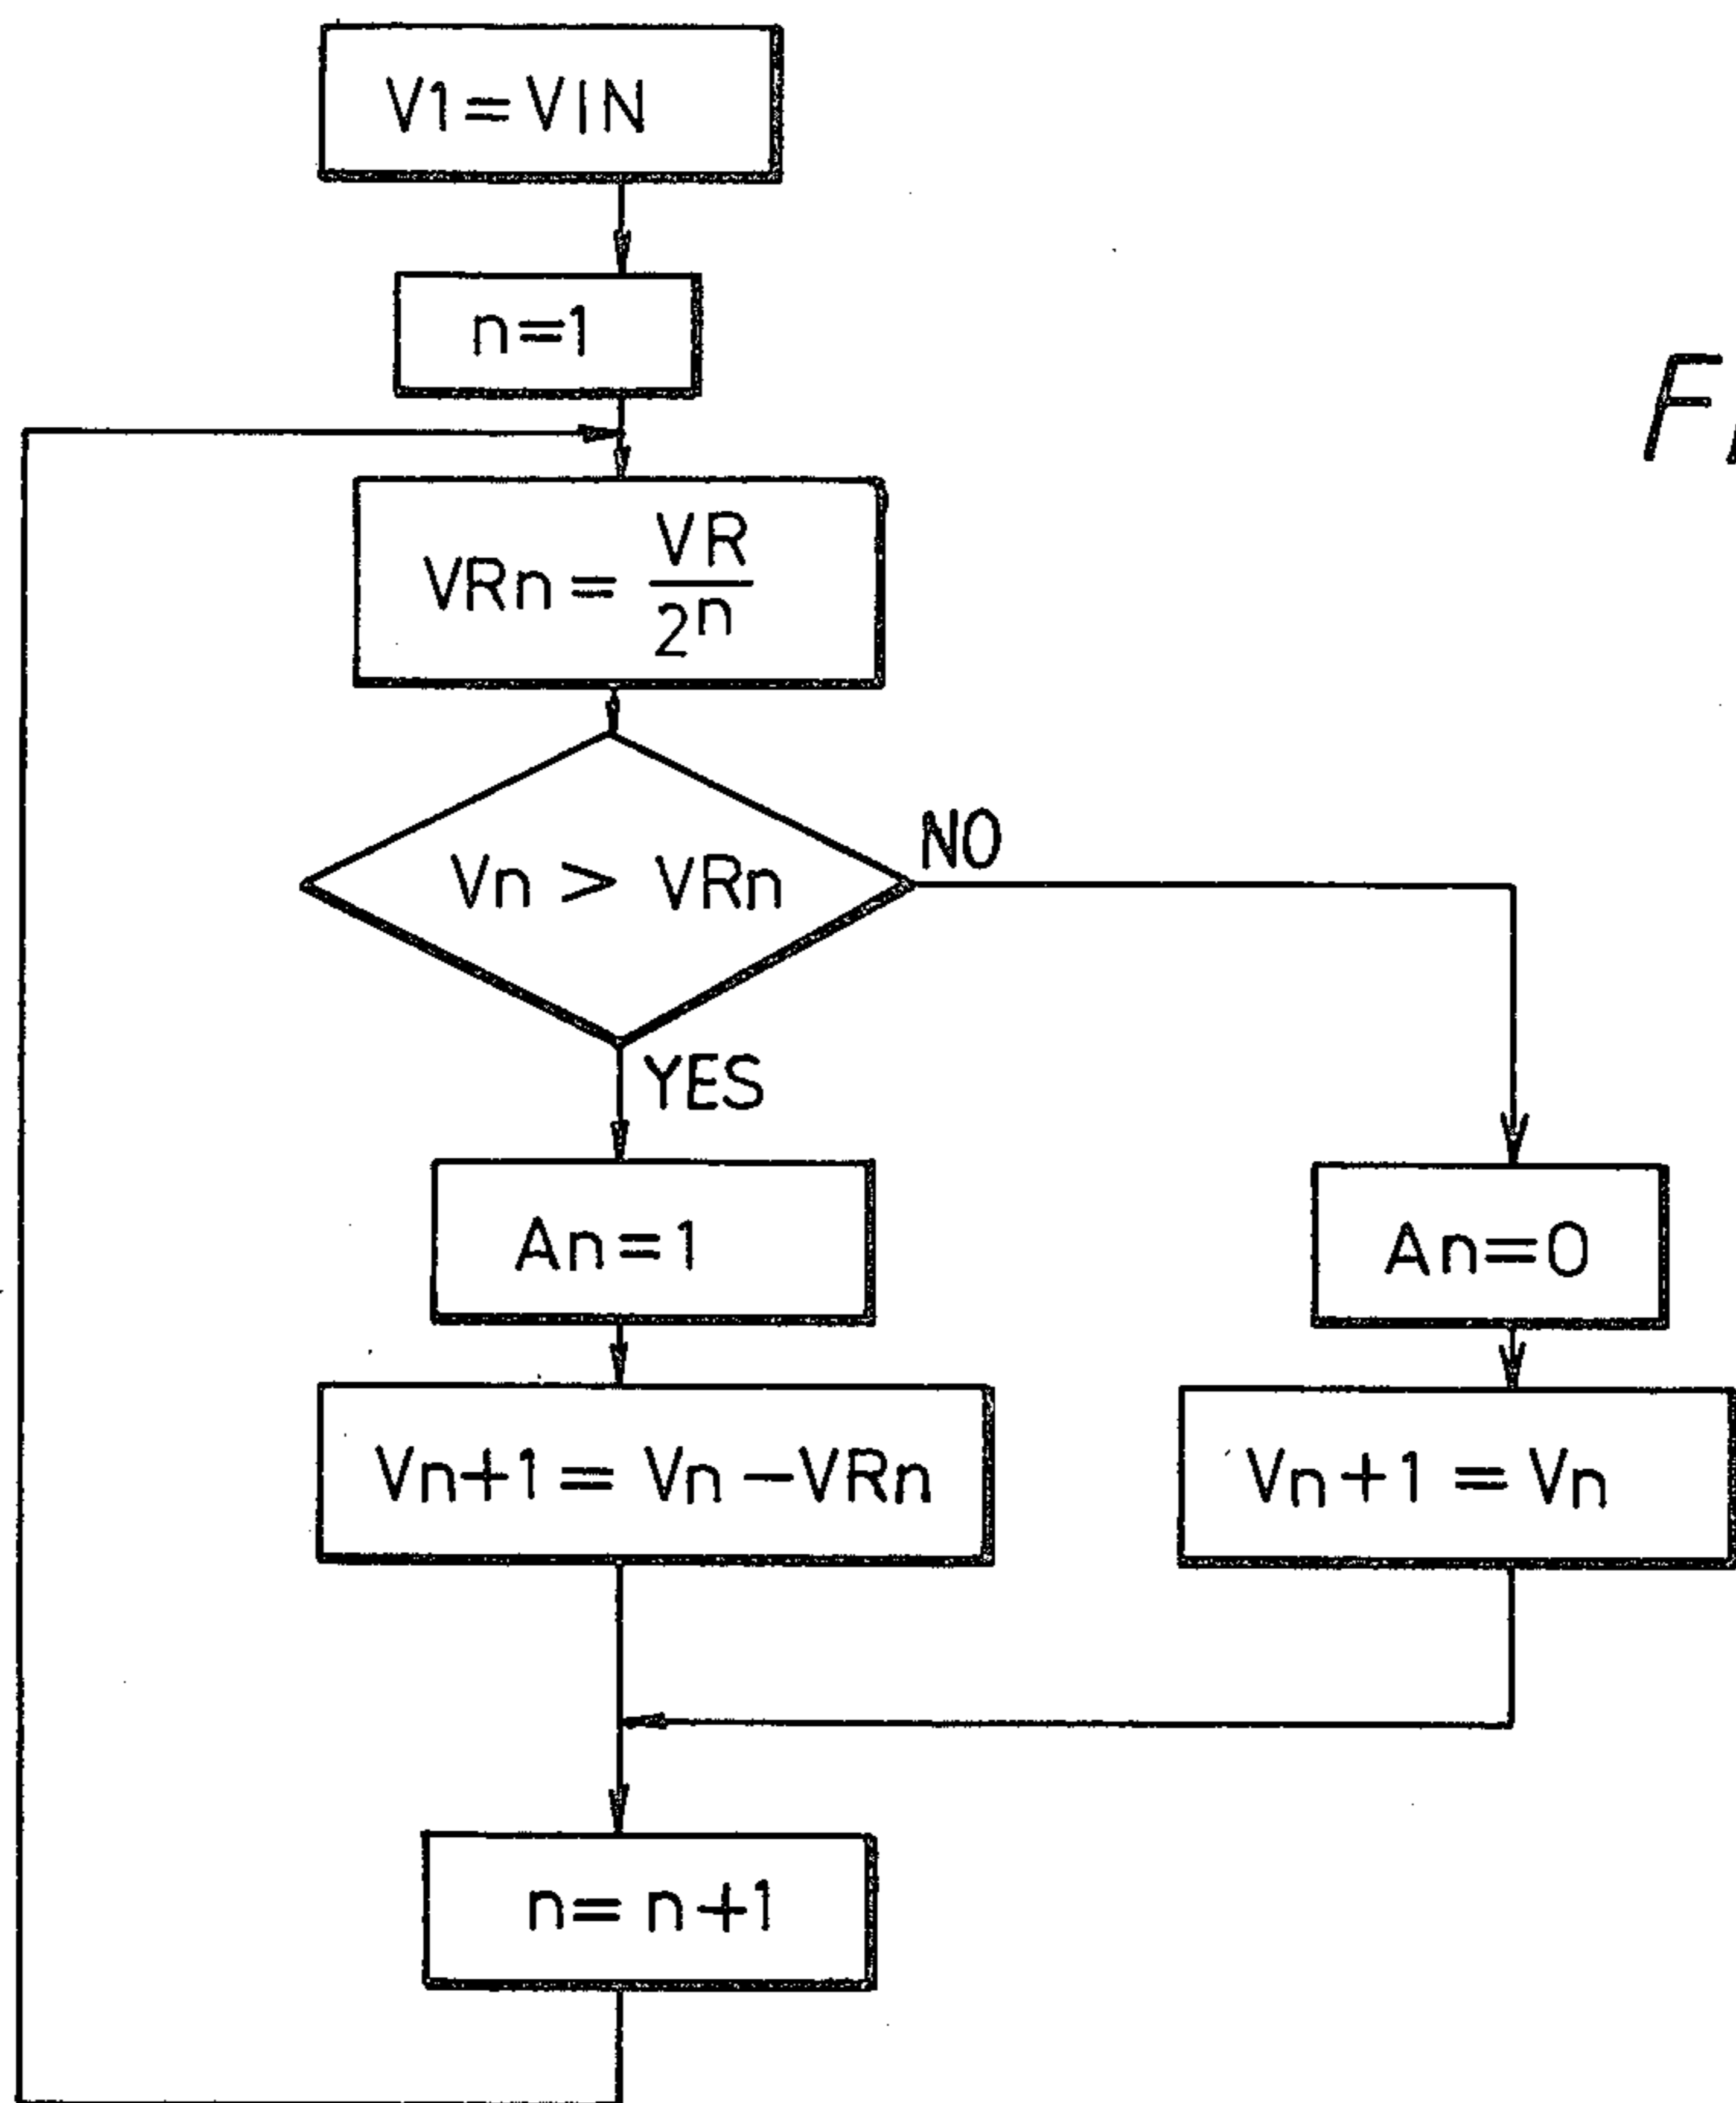 V1=VIN
n=1
VRn = VR/2^n
Vn > VRn
NO
YES
An=1
An=0
Vn+1 = Vn-VRn
Vn+1 = Vn
n= n+1